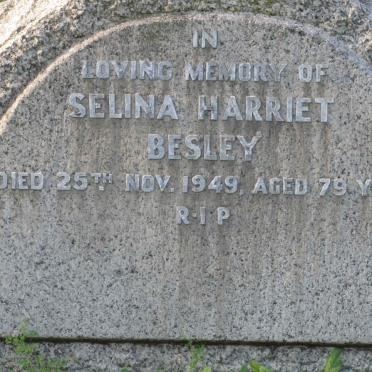 IN
LOVING MEMORY OF
SELINA HARRIET
BESLEY
DIED 25TH NOV. 1949, AGED 79 Y
R·I·P